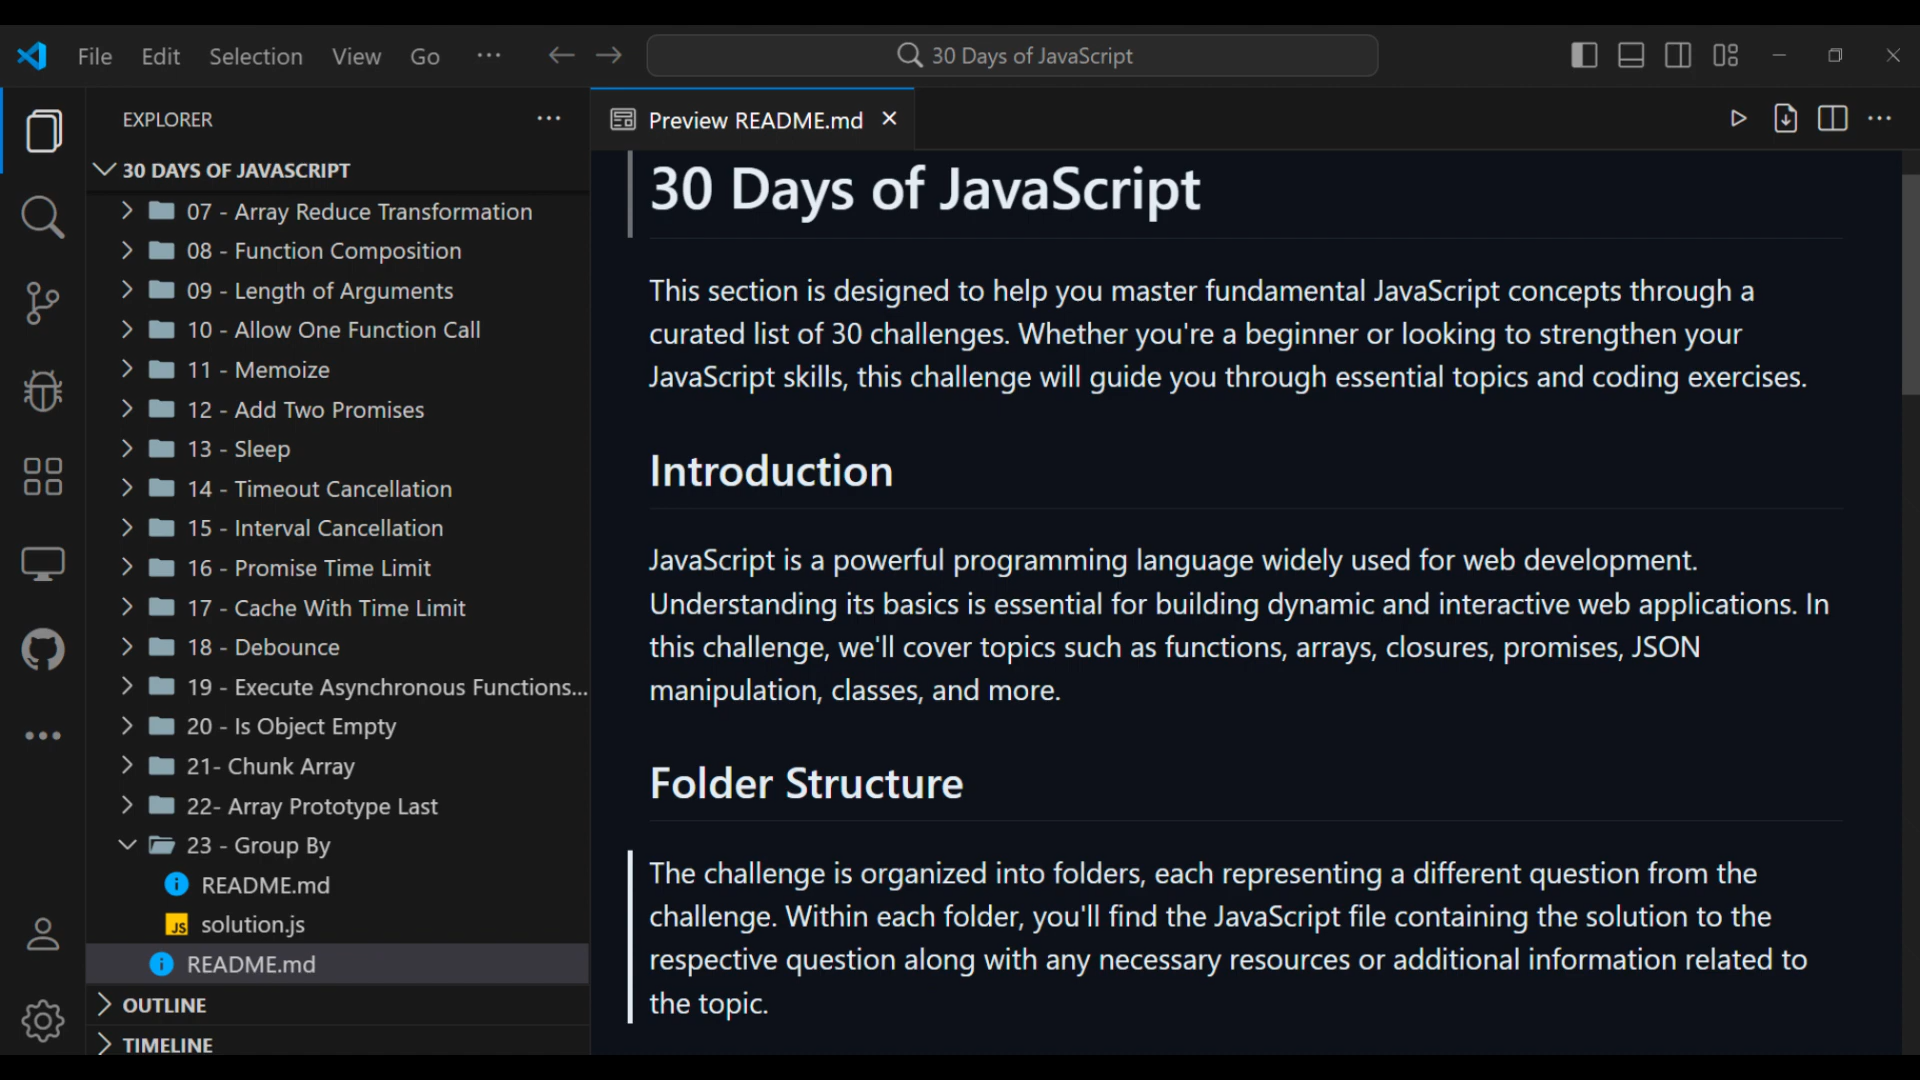 File Edit Selection View Go ··· 30 Days of JavaScript
EXPLORER
30 DAYS OF JAVASCRIPT
07 - Array Reduce Transformation
08 - Function Composition
09 - Length of Arguments
10 - Allow One Function Call
11 - Memoize
12 - Add Two Promises
13 - Sleep
14 - Timeout Cancellation
15 - Interval Cancellation
16 - Promise Time Limit
17 - Cache With Time Limit
18 - Debounce
19 - Execute Asynchronous Functions...
20 - Is Object Empty
21- Chunk Array
22- Array Prototype Last
23 - Group By
README.md
JS solution.js
README.md
OUTLINE
TIMELINE
Preview README.md
30 Days of JavaScript
This section is designed to help you master fundamental JavaScript concepts through a
curated list of 30 challenges. Whether you're a beginner or looking to strengthen your
JavaScript skills, this challenge will guide you through essential topics and coding exercises.
Introduction
JavaScript is a powerful programming language widely used for web development.
Understanding its basics is essential for building dynamic and interactive web applications. In
this challenge, we'll cover topics such as functions, arrays, closures, promises, JSON
manipulation, classes, and more.
Folder Structure
The challenge is organized into folders, each representing a different question from the
challenge. Within each folder, you'll find the JavaScript file containing the solution to the
respective question along with any necessary resources or additional information related to
the topic.